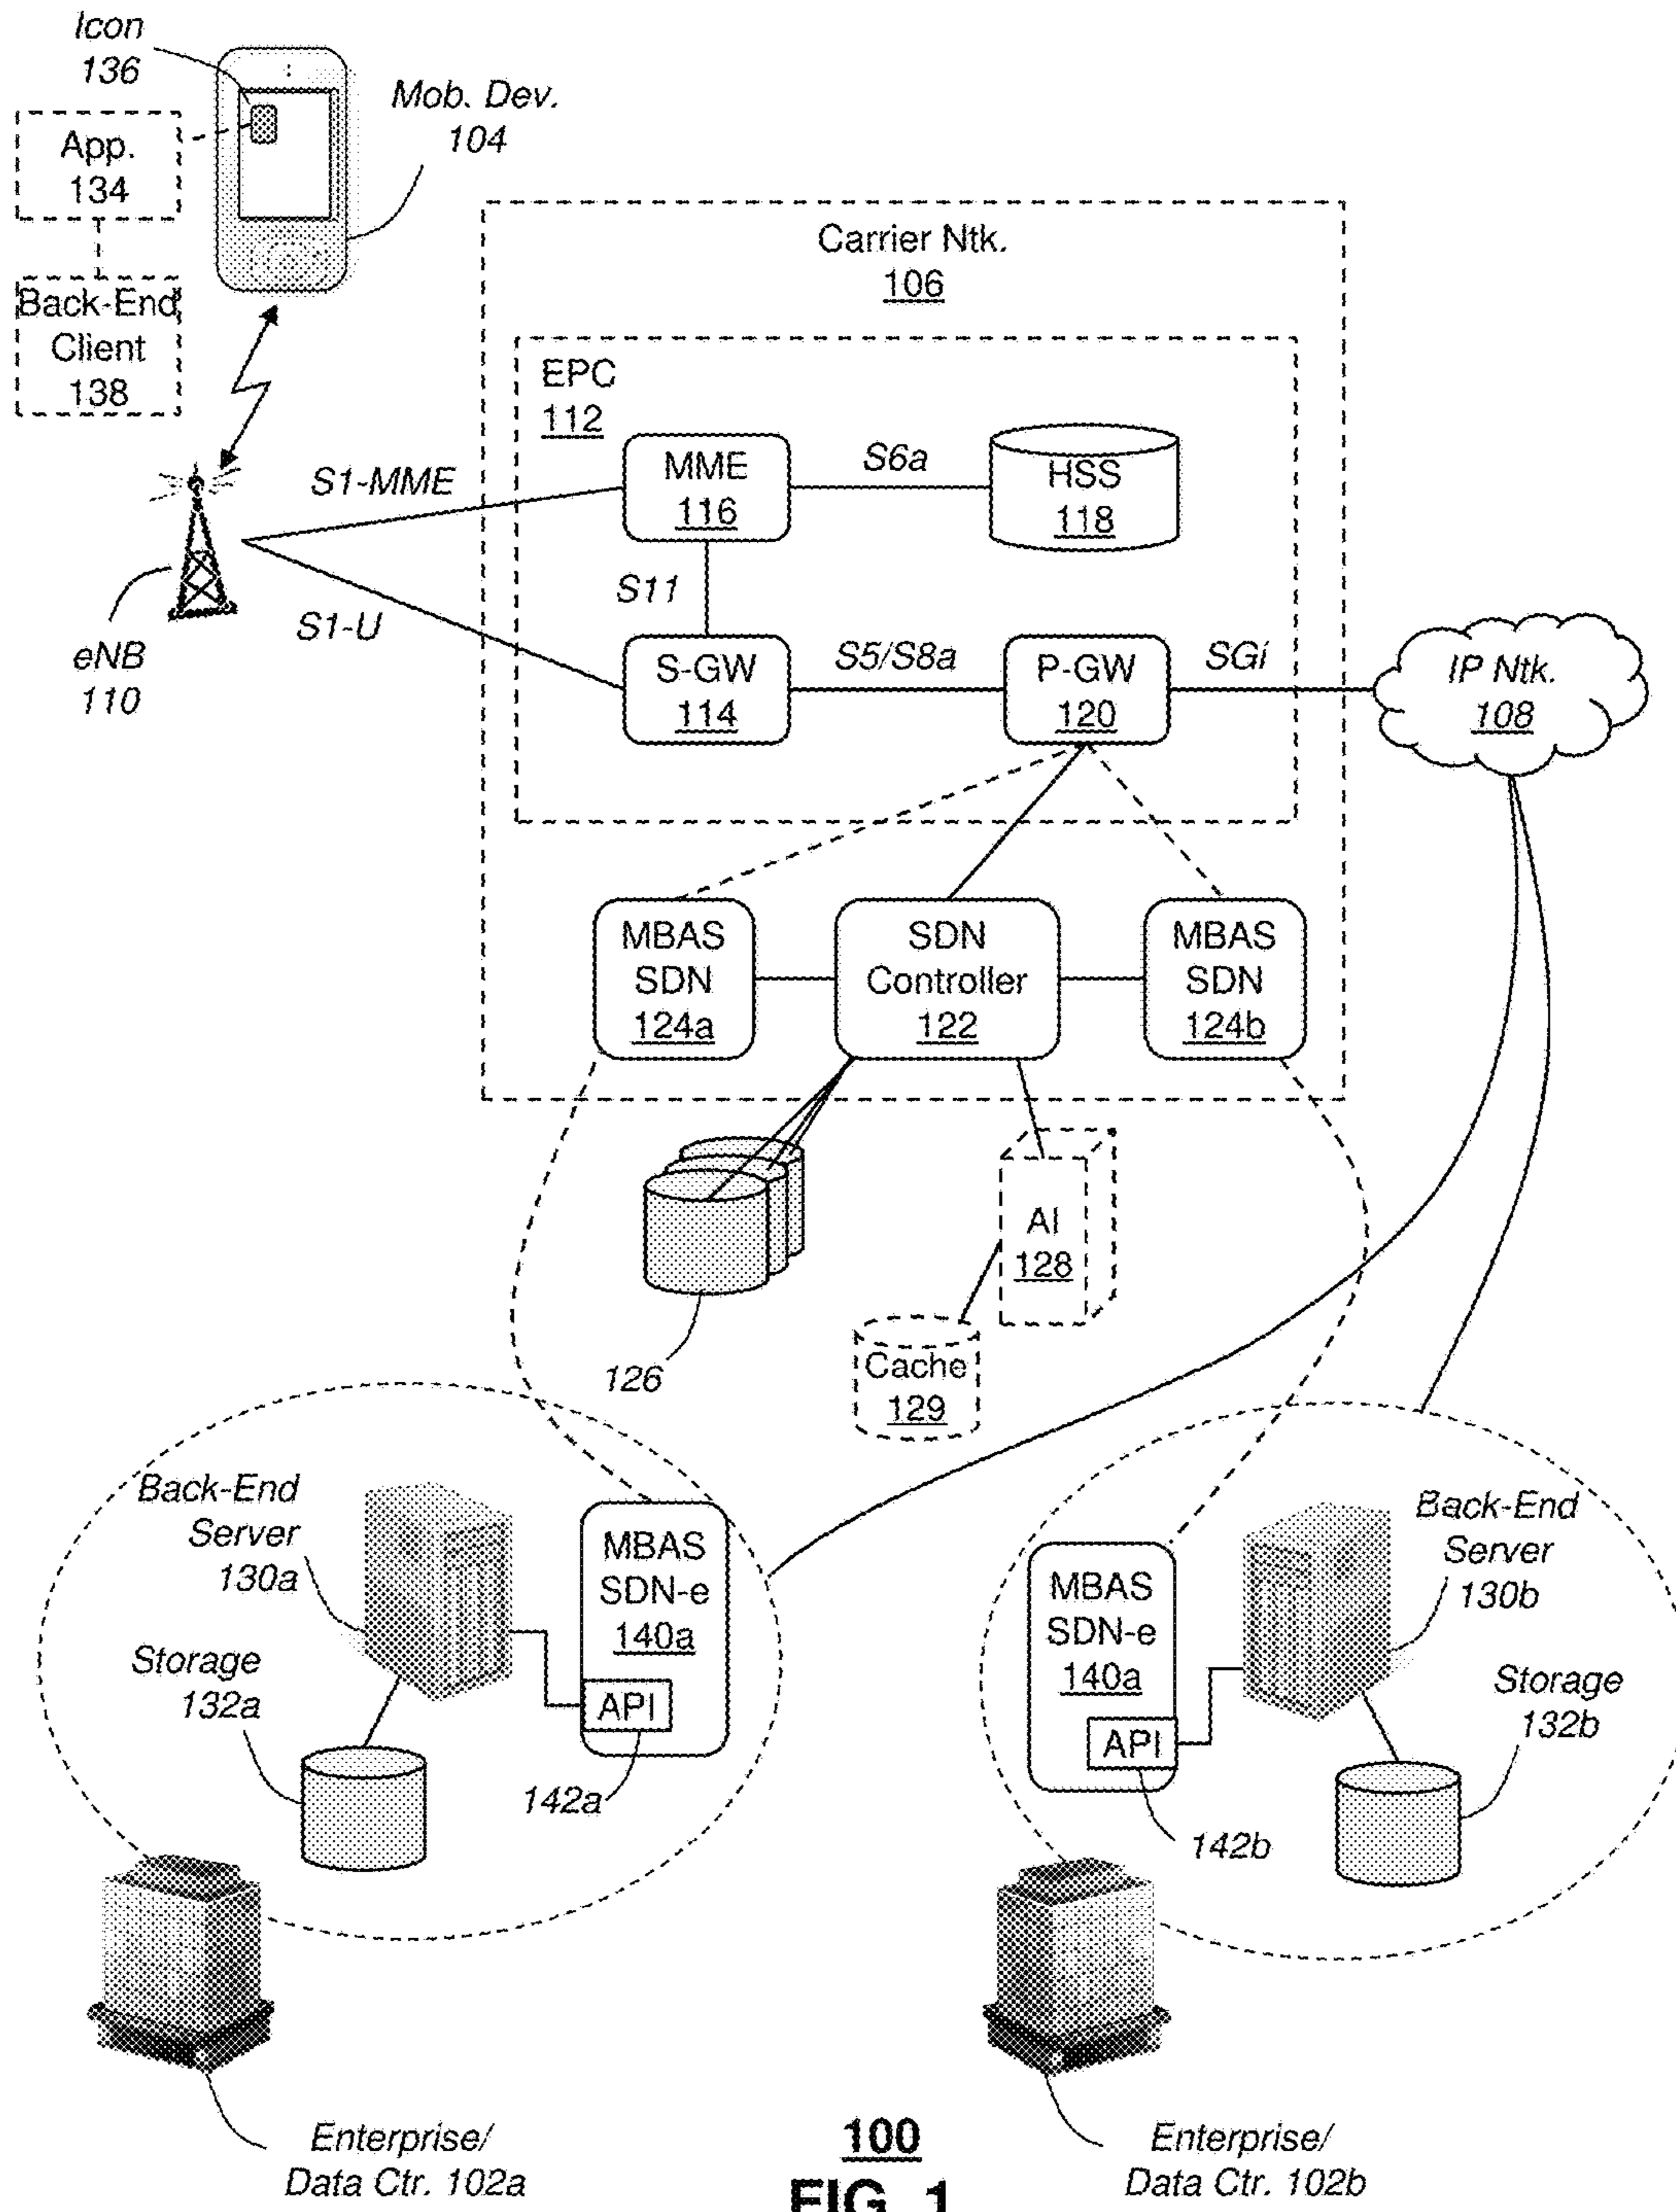 Icon
136
Mob. Dev.
104
App.
134
Back-End
Client
138
Carrier Ntk.
106
EPC
112
MME
116
S6a
HSS
118
S1-MME
S11
S1-U
eNB
110
S-GW
114
S5/S8a
P-GW
120
SGi
IP Ntk.
108
MBAS
SDN
124a
SDN
Controller
122
MBAS
SDN
124b
126
AI
128
Cache
129
Back-End
Server
130a
MBAS
SDN-e
140a
API
142a
Storage
132a
MBAS
SDN-e
140a
API
142b
Back-End
Server
130b
Storage
132b
Enterprise/
Data Ctr. 102a
Enterprise/
Data Ctr. 102b
100
FIG. 1